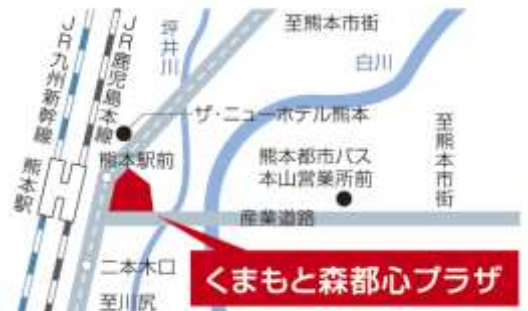 JR九州新幹線
JR鹿児島本線
坪井川
至熊本市街
白川
ザ・ニューホテル熊本
熊本駅前
熊本駅
熊本都市バス
本山営業所前
至熊本市街
産業道路
二本木口
くまもと森都心プラザ
至川尻